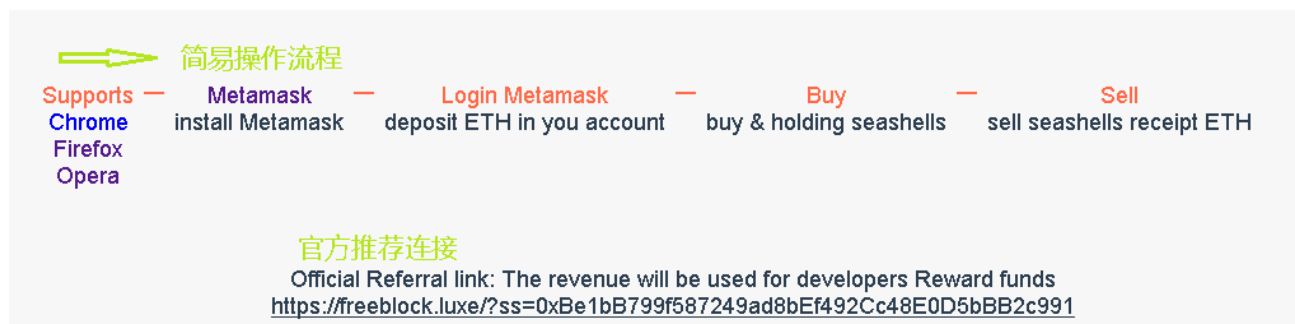 简易操作流程
Supports — Metamask — Login Metamask — Buy — Sell
Chrome install Metamask deposit ETH in you account buy & holding seashells sell seashells receipt ETH
Firefox
Opera
官方推荐连接
Official Referral link: The revenue will be used for developers Reward funds
https://freeblock.luxe/?ss=0xBe1bB799f587249ad8bEf492Cc48E0D5bBB2c991